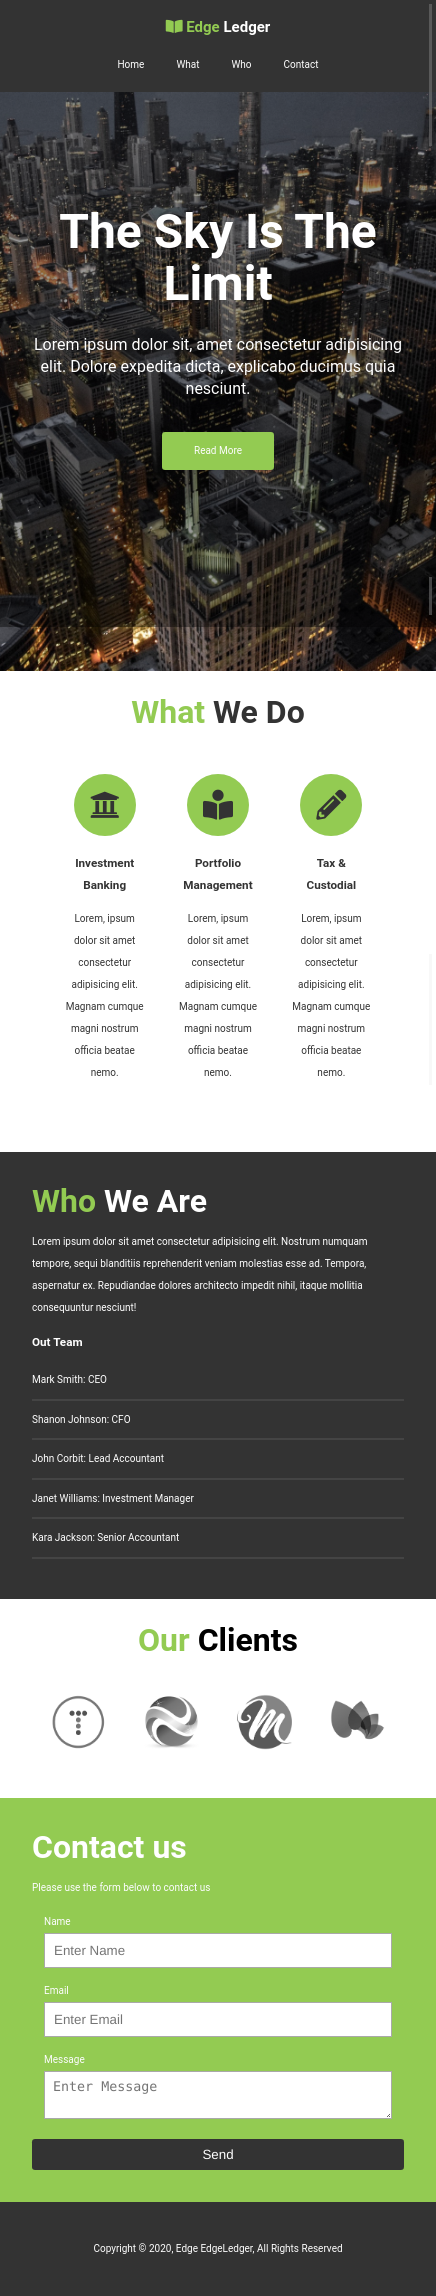 Edge Ledger
Home What Who Contact
The Sky Is The
Limit
Lorem ipsum dolor sit, amet consectetur adipisicing
elit. Dolore expedita dicta, explicabo ducimus quia
nesciunt.
Read More
What We Do
Investment
Banking
Lorem, ipsum
dolor sit amet
consectetur
adipisicing elit.
Magnam cumque
magni nostrum
officia beatae
nemo.
Portfolio
Management
Lorem, ipsum
dolor sit amet
consectetur
adipisicing elit.
Magnam cumque
magni nostrum
officia beatae
nemo.
Tax &
Custodial
Lorem, ipsum
dolor sit amet
consectetur
adipisicing elit.
Magnam cumque
magni nostrum
officia beatae
nemo.
Who We Are
Lorem ipsum dolor sit amet consectetur adipisicing elit. Nostrum numquam
tempore, sequi blanditiis reprehenderit veniam molestias esse ad. Tempora,
aspernatur ex. Repudiandae dolores architecto impedit nihil, itaque mollitia
consequuntur nesciunt!
Out Team
Mark Smith: CEO
Shanon Johnson: CFO
John Corbit: Lead Accountant
Janet Williams: Investment Manager
Kara Jackson: Senior Accountant
Our Clients
T M
Contact us
Please use the form below to contact us
Name
Enter Name
Email
Enter Email
Message
Enter Message
Send
Copyright © 2020, Edge EdgeLedger, All Rights Reserved